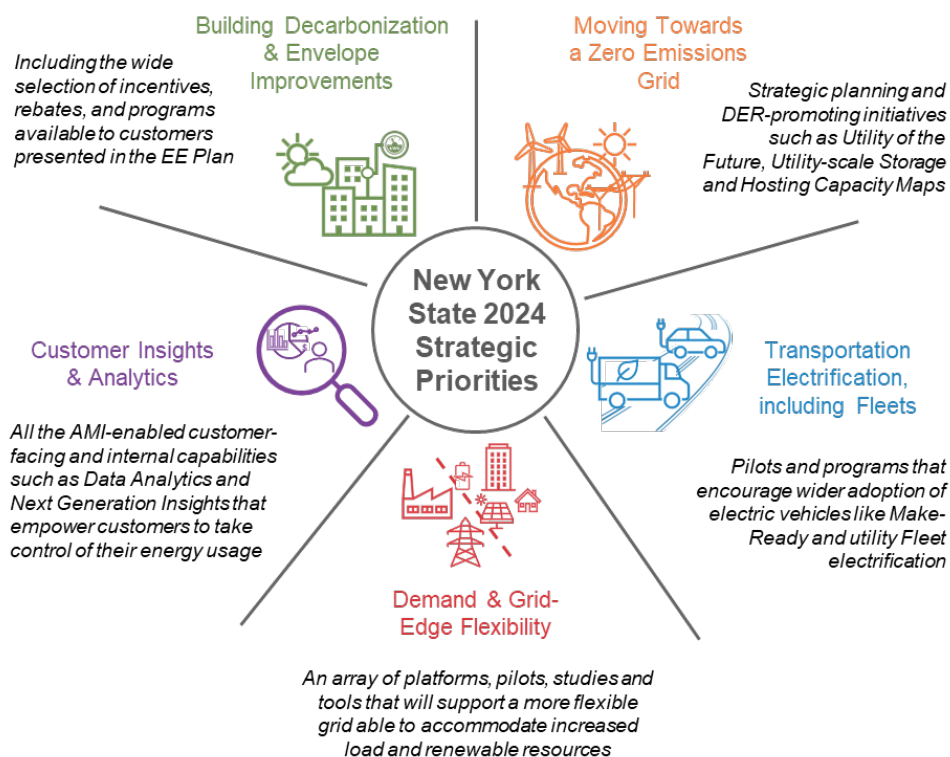 Building Decarbonization
& Envelope
Improvements
Including the wide
selection of incentives,
rebates, and programs
available to customers
presented in the EE Plan
Moving Towards
a Zero Emissions
Grid
Strategic planning and
DER-promoting initiatives
such as Utility of the
Future, Utility-scale Storage
and Hosting Capacity Maps
New York
State 2024
Strategic
Priorities
Customer Insights
& Analytics
All the AMI-enabled customer-
facing and internal capabilities
such as Data Analytics and
Next Generation Insights that
empower customers to take
control of their energy usage
Transportation
Electrification,
including Fleets
Pilots and programs that
encourage wider adoption of
electric vehicles like Make-
Ready and utility Fleet
electrification
Demand & Grid-
Edge Flexibility
An array of platforms, pilots, studies and
tools that will support a more flexible
grid able to accommodate increased
load and renewable resources